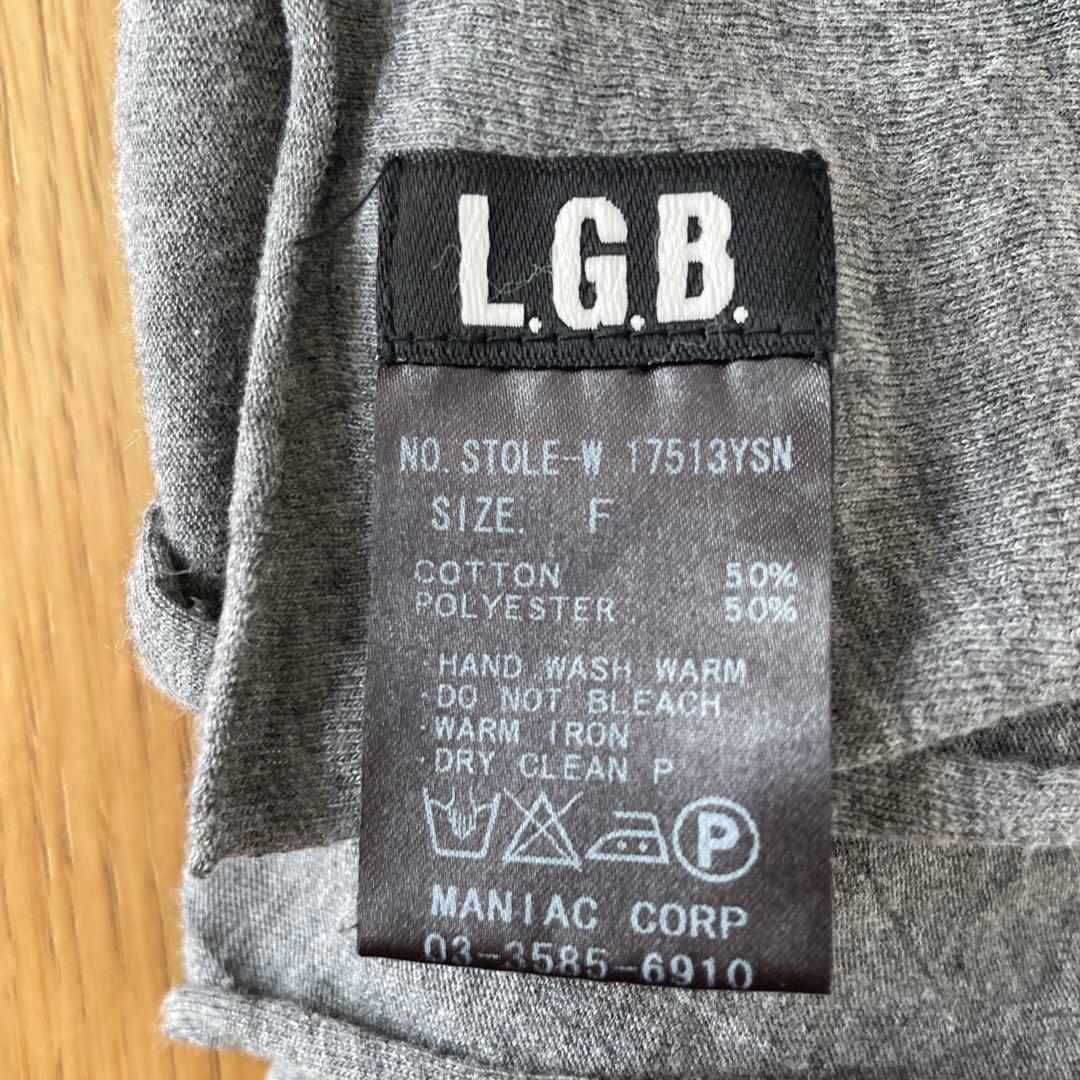 L.G.B.
NO. STOLE-W 17513YSN
SIZE. F
COTTON 50%
POLYESTER 50%
·HAND WASH WARM
·DO NOT BLEACH
·WARM IRON
·DRY CLEAN P
P
MANIAC CORP
03-3585-6910